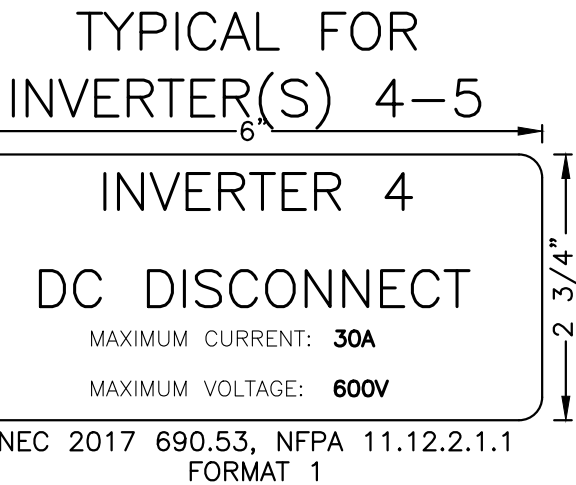 TYPICAL FOR
INVERTER(S) 4-5
6"
INVERTER 4
DC DISCONNECT
MAXIMUM CURRENT: 30A
MAXIMUM VOLTAGE: 600V
2 3/4"
NEC 2017 690.53, NFPA 11.12.2.1.1
FORMAT 1